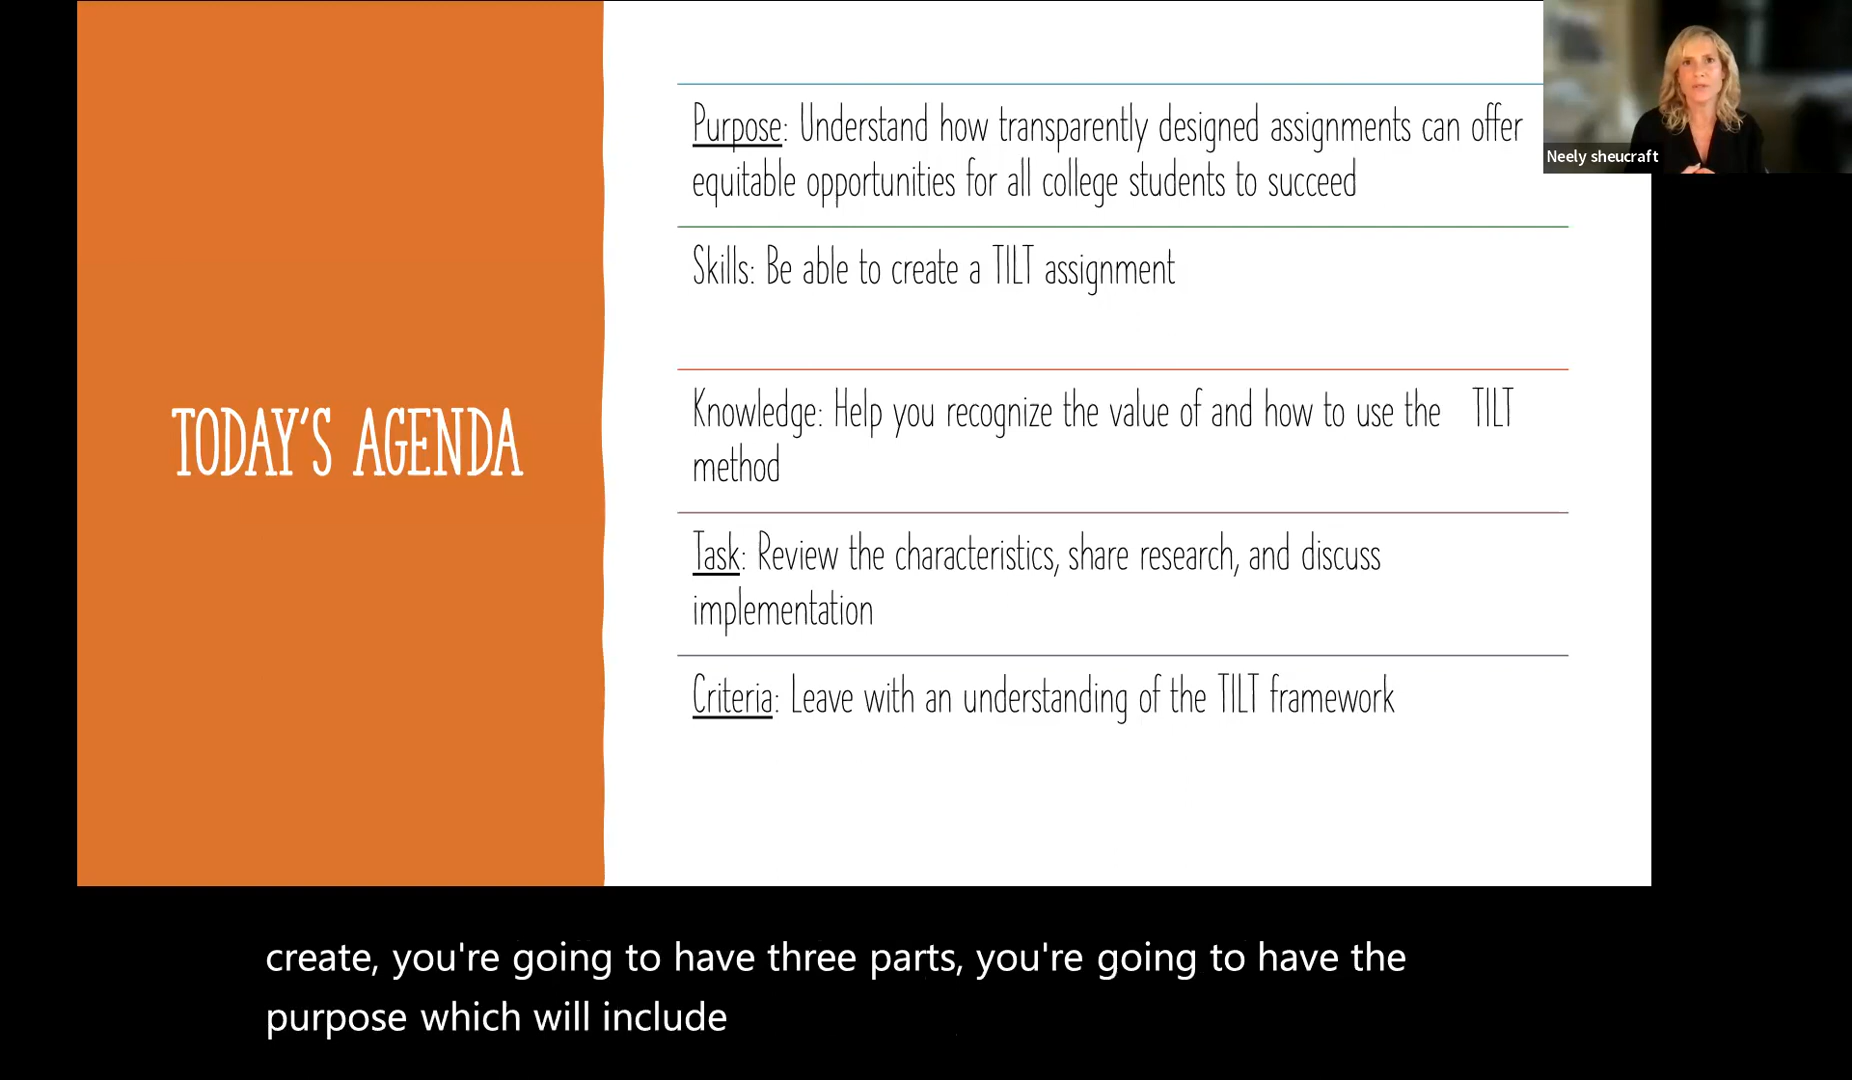 TODAY'S AGENDA
Purpose: Understand how transparently designed assignments can offer
equitable opportunities for all college students to succeed
Skills: Be able to create a TILT assignment
Knowledge: Help you recognize the value of and how to use the TILT
method
Task: Review the characteristics, share research, and discuss
implementation
Criteria: Leave with an understanding of the TILT framework
Neely sheucraft
create, you're going to have three parts, you're going to have the
purpose which will include